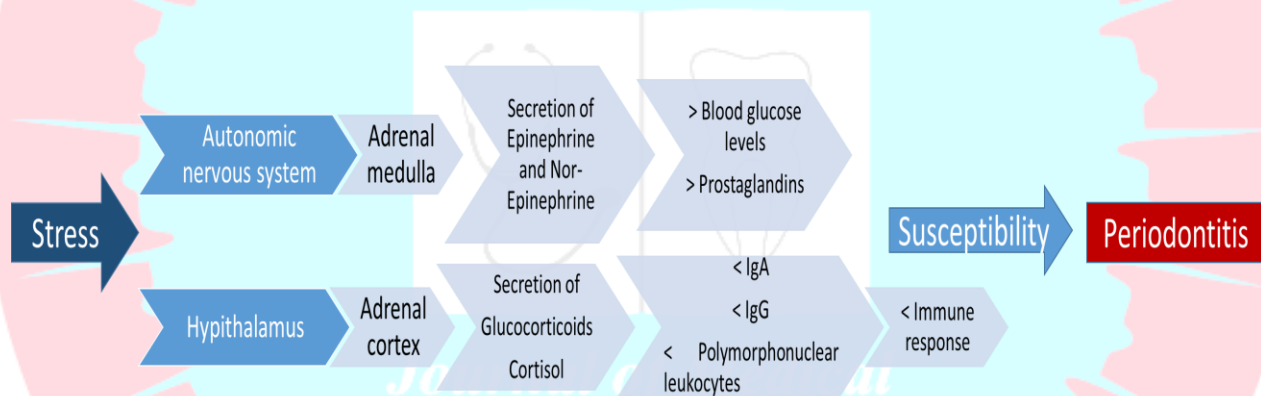 Stress
Autonomic
nervous system
Adrenal
medulla
Secretion of
Epinephrine
and Nor-
Epinephrine
> Blood glucose
levels
> Prostaglandins
Hypithalamus
Adrenal
cortex
Secretion of
Glucocorticoids
Cortisol
< IgA
< IgG
< Polymorphonuclear
leukocytes
< Immune
response
Susceptibility
Periodontitis
Journal